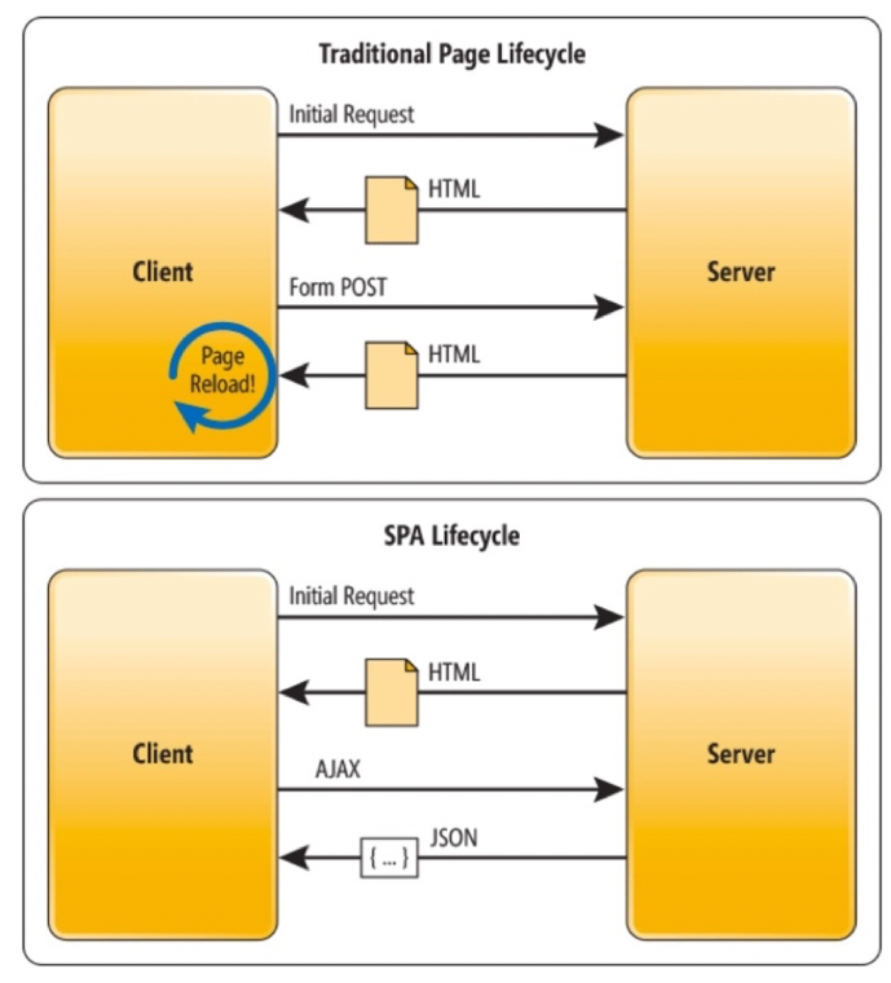 Traditional Page Lifecycle
Initial Request
HTML
Client
Server
Form POST
HTML
Page
Reload!
SPA Lifecycle
Initial Request
HTML
Client
Server
AJAX
JSON
{ ... }